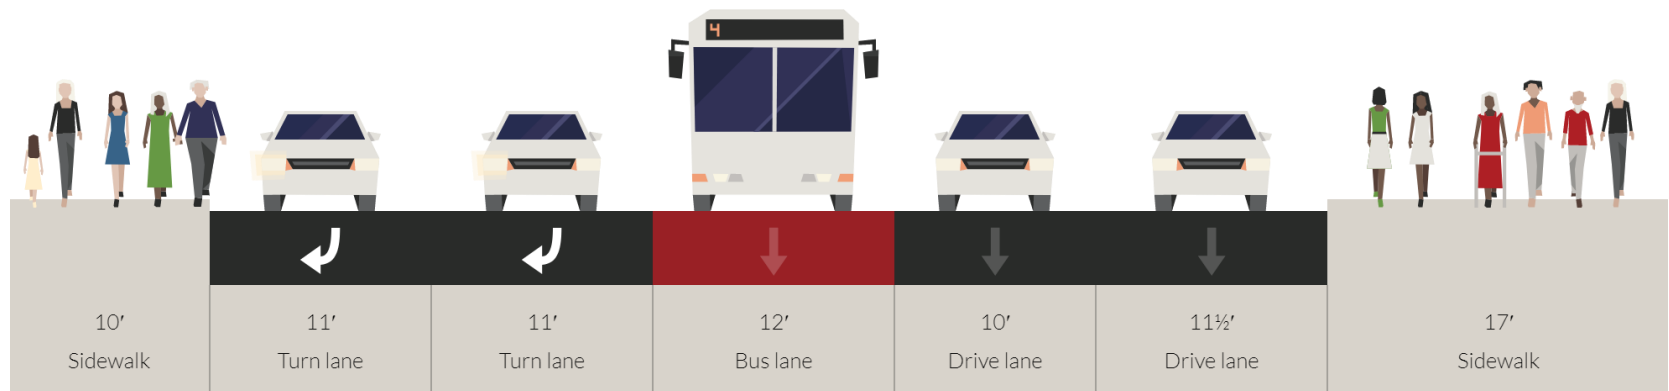 4
10′ 11′ 11′ 12′ 10′ 11½′ 17′
Sidewalk Turn lane Turn lane Bus lane Drive lane Drive lane Sidewalk